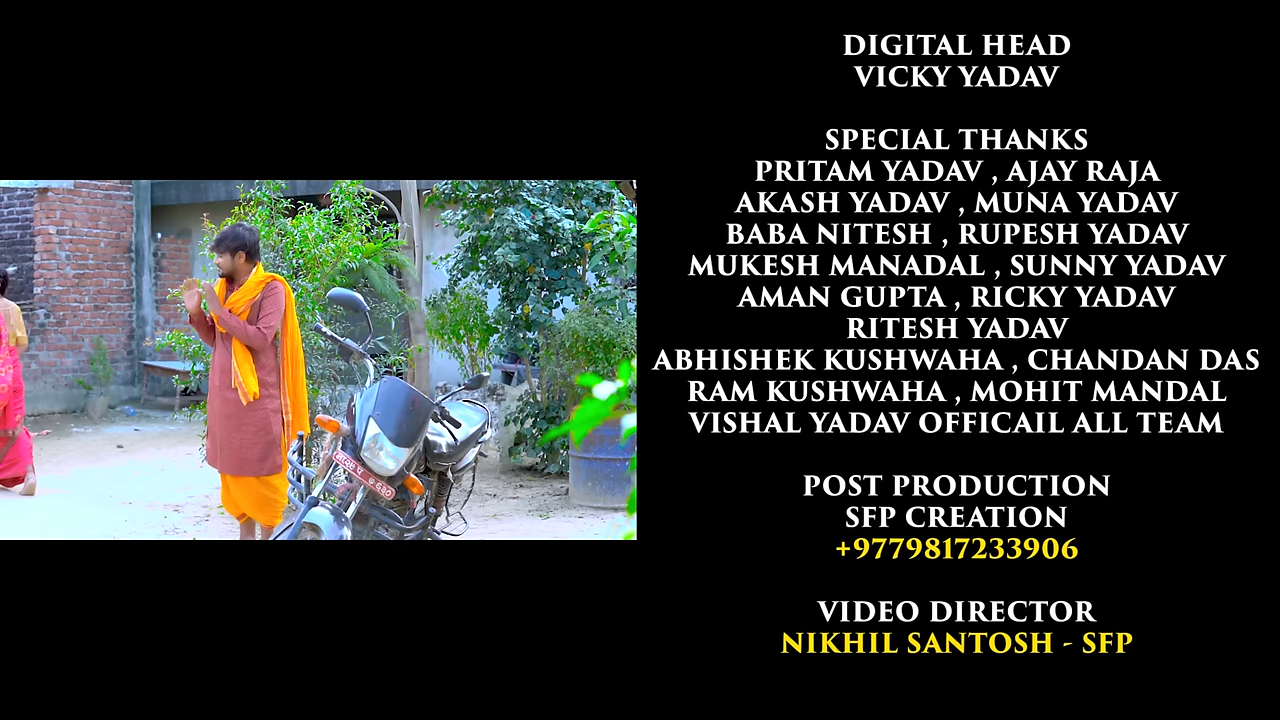 DIGITAL HEAD
VICKY YADAV
SPECIAL THANKS
PRITAM YADAV , AJAY RAJA
AKASH YADAV , MUNA YADAV
BABA NITESH , RUPESH YADAV
MUKESH MANADAL , SUNNY YADAV
AMAN GUPTA , RICKY YADAV
RITESH YADAV
ABHISHEK KUSHWAHA , CHANDAN DAS
RAM KUSHWAHA , MOHIT MANDAL
VISHAL YADAV OFFICAIL ALL TEAM
POST PRODUCTION
SFP CREATION
+9779817233906
VIDEO DIRECTOR
NIKHIL SANTOSH - SFP